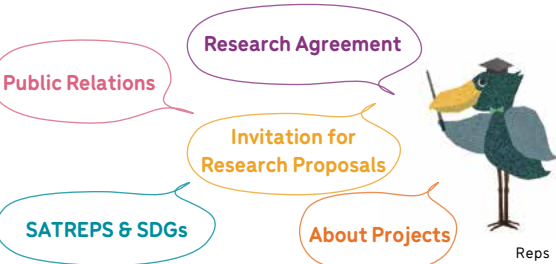 Research Agreement
Public Relations
Invitation for
Research Proposals
SATREPS & SDGs
About Projects
Reps